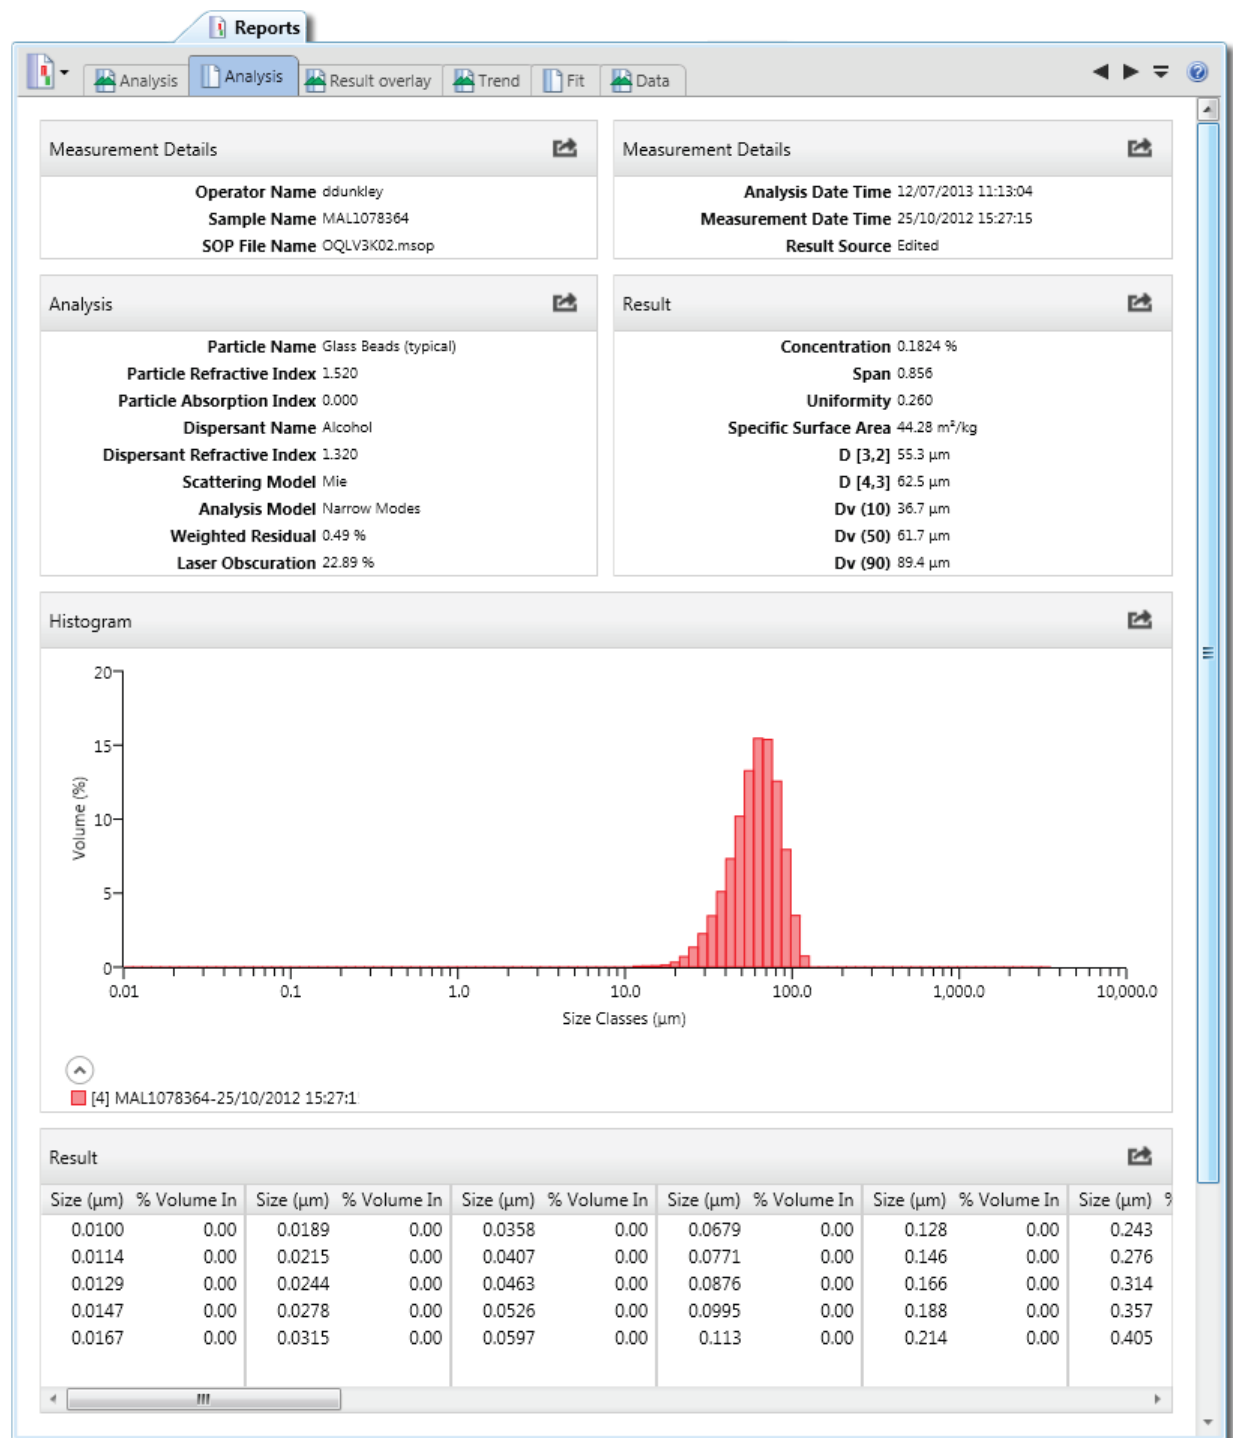 Reports
Analysis Analysis Result overlay Trend Fit Data
Measurement Details
Operator Name ddunkley
Sample Name MAL1078364
SOP File Name OQLV3K02.msop
Measurement Details
Analysis Date Time 12/07/2013 11:13:04
Measurement Date Time 25/10/2012 15:27:15
Result Source Edited
Analysis
Particle Name Glass Beads (typical)
Particle Refractive Index 1.520
Particle Absorption Index 0.000
Dispersant Name Alcohol
Dispersant Refractive Index 1.320
Scattering Model Mie
Analysis Model Narrow Modes
Weighted Residual 0.49 %
Laser Obscuration 22.89 %
Result
Concentration 0.1824 %
Span 0.856
Uniformity 0.260
Specific Surface Area 44.28 m²/kg
D [3,2] 55.3 µm
D [4,3] 62.5 µm
Dv (10) 36.7 µm
Dv (50) 61.7 µm
Dv (90) 89.4 µm
Histogram
20
15
10
5
0
Volume (%)
0.01 0.1 1.0 10.0 100.0 1,000.0 10,000.0
Size Classes (µm)
[4] MAL1078364-25/10/2012 15:27:1
Result
Size (µm) % Volume In Size (µm) % Volume In Size (µm) % Volume In Size (µm) % Volume In Size (µm) % Volume In Size (µm) %
0.0100 0.00 0.0189 0.00 0.0358 0.00 0.0679 0.00 0.128 0.00 0.243
0.0114 0.00 0.0215 0.00 0.0407 0.00 0.0771 0.00 0.146 0.00 0.276
0.0129 0.00 0.0244 0.00 0.0463 0.00 0.0876 0.00 0.166 0.00 0.314
0.0147 0.00 0.0278 0.00 0.0526 0.00 0.0995 0.00 0.188 0.00 0.357
0.0167 0.00 0.0315 0.00 0.0597 0.00 0.113 0.00 0.214 0.00 0.405